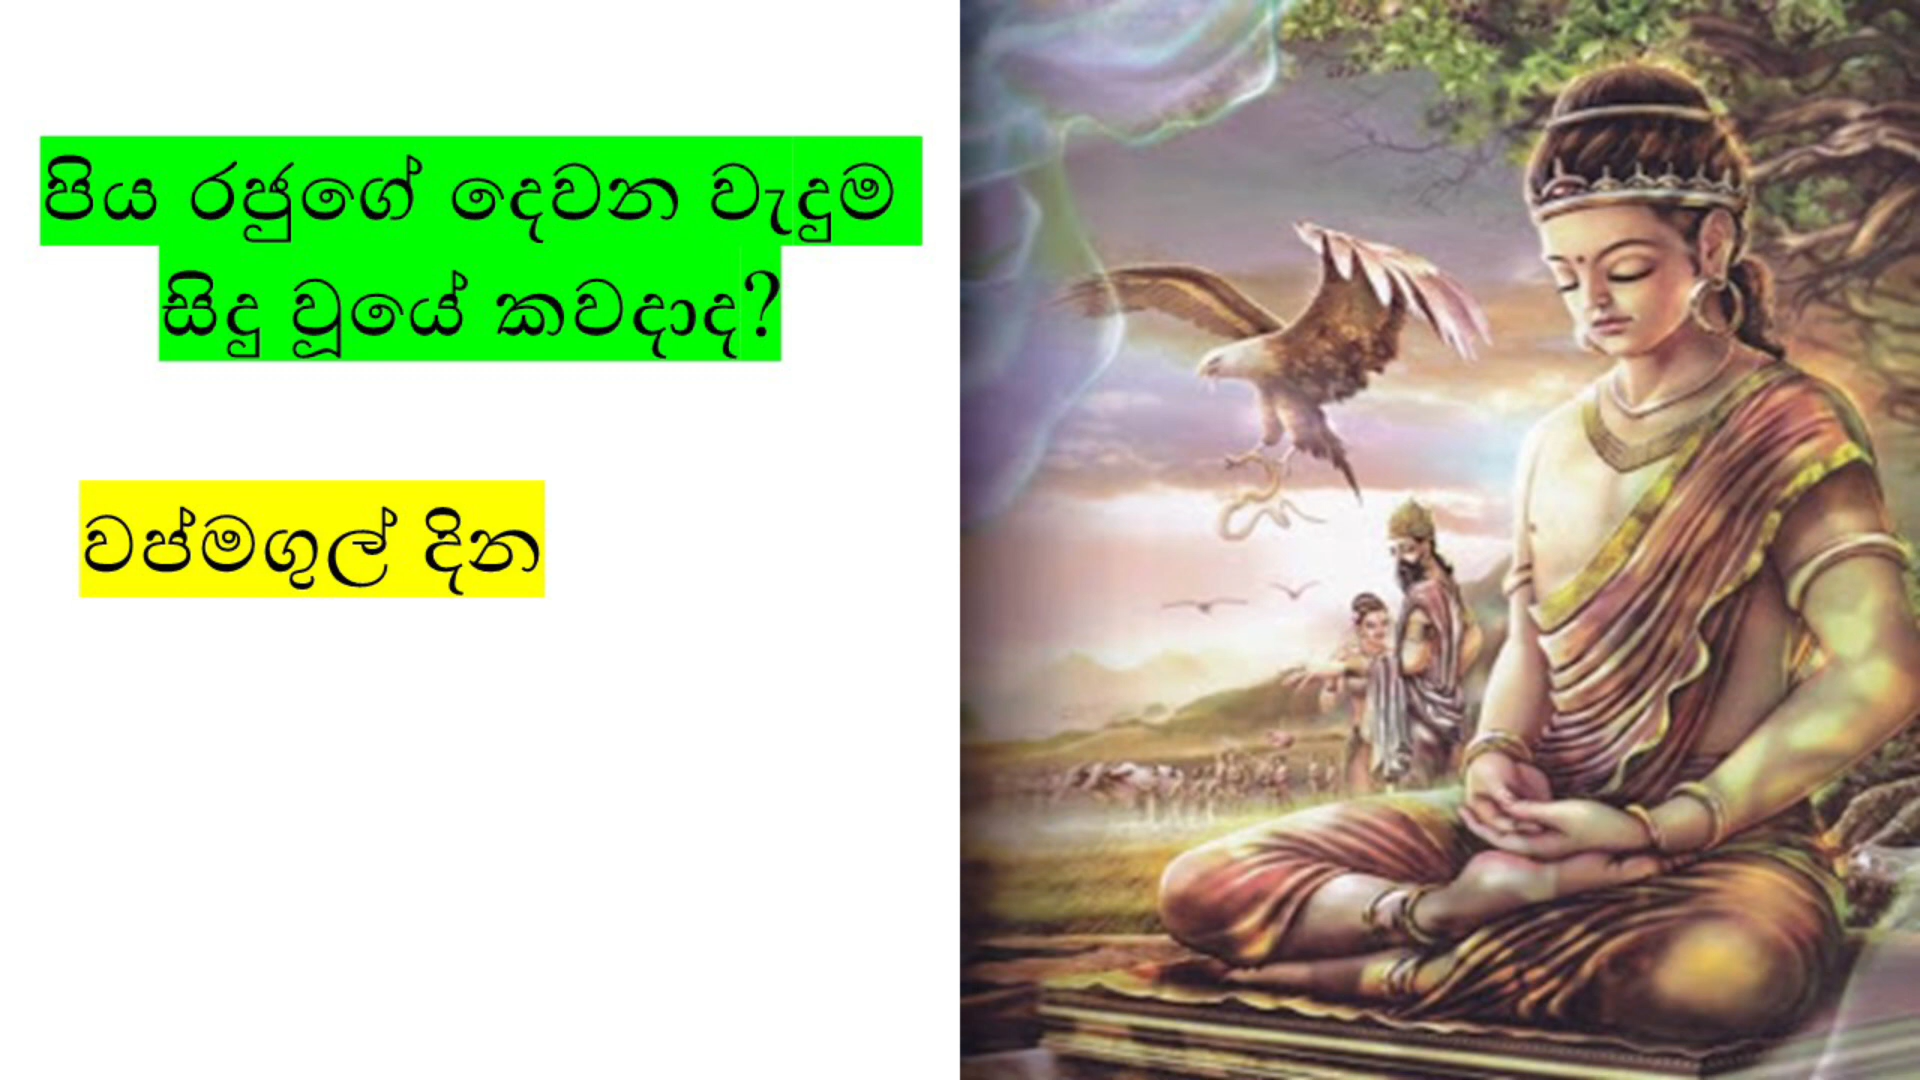 පිය රජුගේ දෙවන වැඳුම
සිදු වූයේ කවදාද?
වප්මගුල් දින